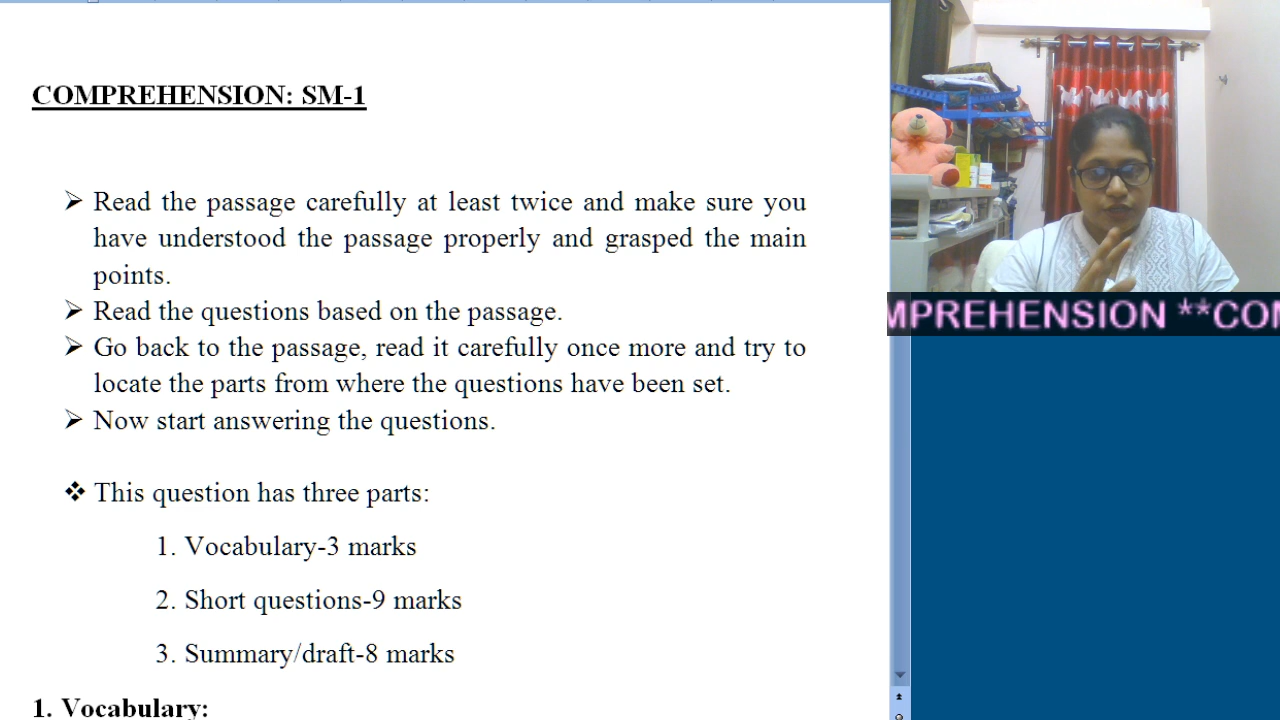 COMPREHENSION: SM-1
➢ Read the passage carefully at least twice and make sure you
have understood the passage properly and grasped the main
points.
➢ Read the questions based on the passage.
➢ Go back to the passage, read it carefully once more and try to
locate the parts from where the questions have been set.
➢ Now start answering the questions.
❖ This question has three parts:
1. Vocabulary-3 marks
2. Short questions-9 marks
3. Summary/draft-8 marks
1. Vocabulary:
MPREHENSION **COM